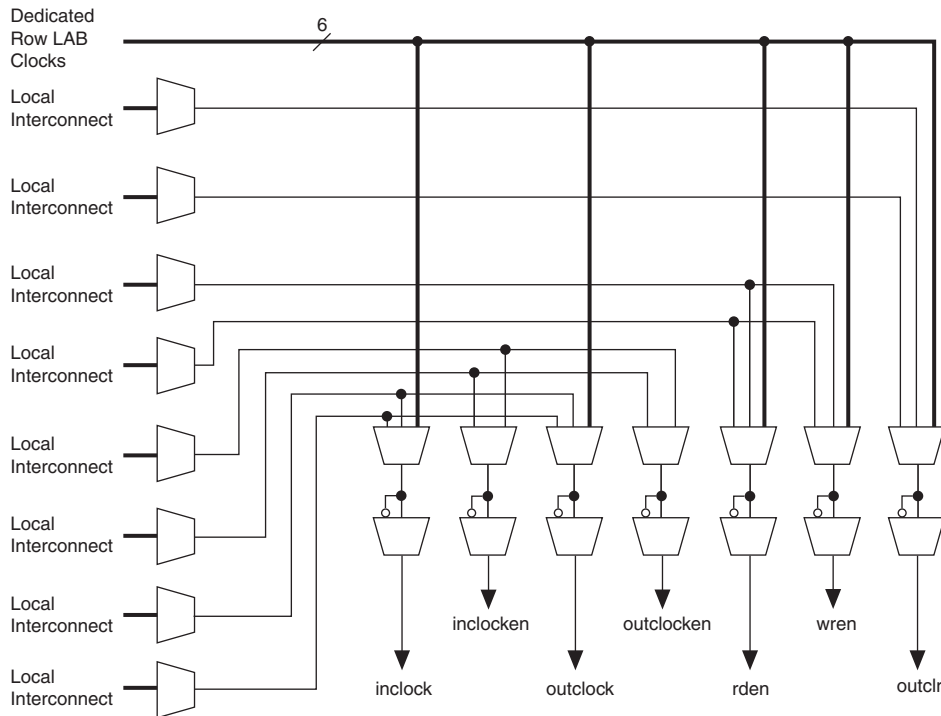 Dedicated
Row LAB
Clocks
6
Local
Interconnect
Local
Interconnect
Local
Interconnect
Local
Interconnect
Local
Interconnect
Local
Interconnect
Local
Interconnect
Local
Interconnect
inclocken
outclocken
wren
inclock
outclock
rden
outclr